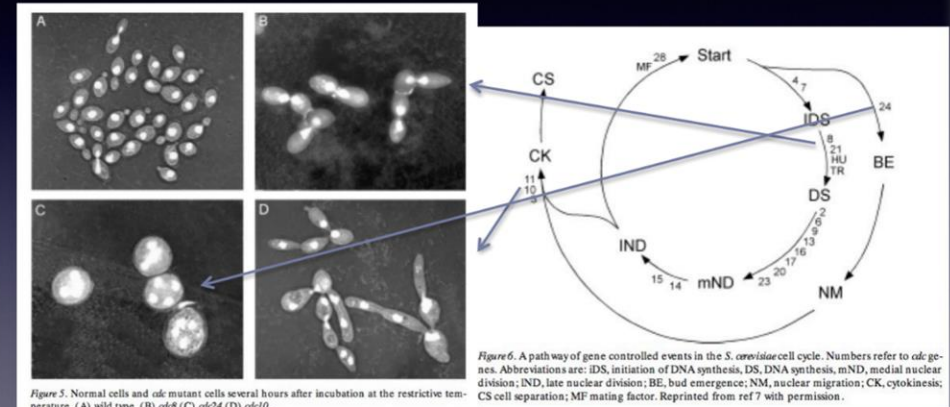 A
B
C
D
Figure 5. Normal cells and cdc mutant cells several hours after incubation at the restrictive tem-
perature. (A) wild type. (B) cdc8 (C) cdc24 (D) cdc10
Start
MF
28
4
7
IDS
24
8
21
HU
TR
BE
DS
2
6
9
13
16
17
20
23
NM
mND
14
15
IND
CS
CK
11
10
3
Figure 6. A pathway of gene controlled events in the S. cerevisiae cell cycle. Numbers refer to cdc ge-
nes. Abbreviations are: iDS, initiation of DNA synthesis, DS, DNA synthesis, mND, medial nuclear
division; IND, late nuclear division; BE, bud emergence; NM, nuclear migration; CK, cytokinesis;
CS cell separation; MF mating factor. Reprinted from ref 7 with permission.